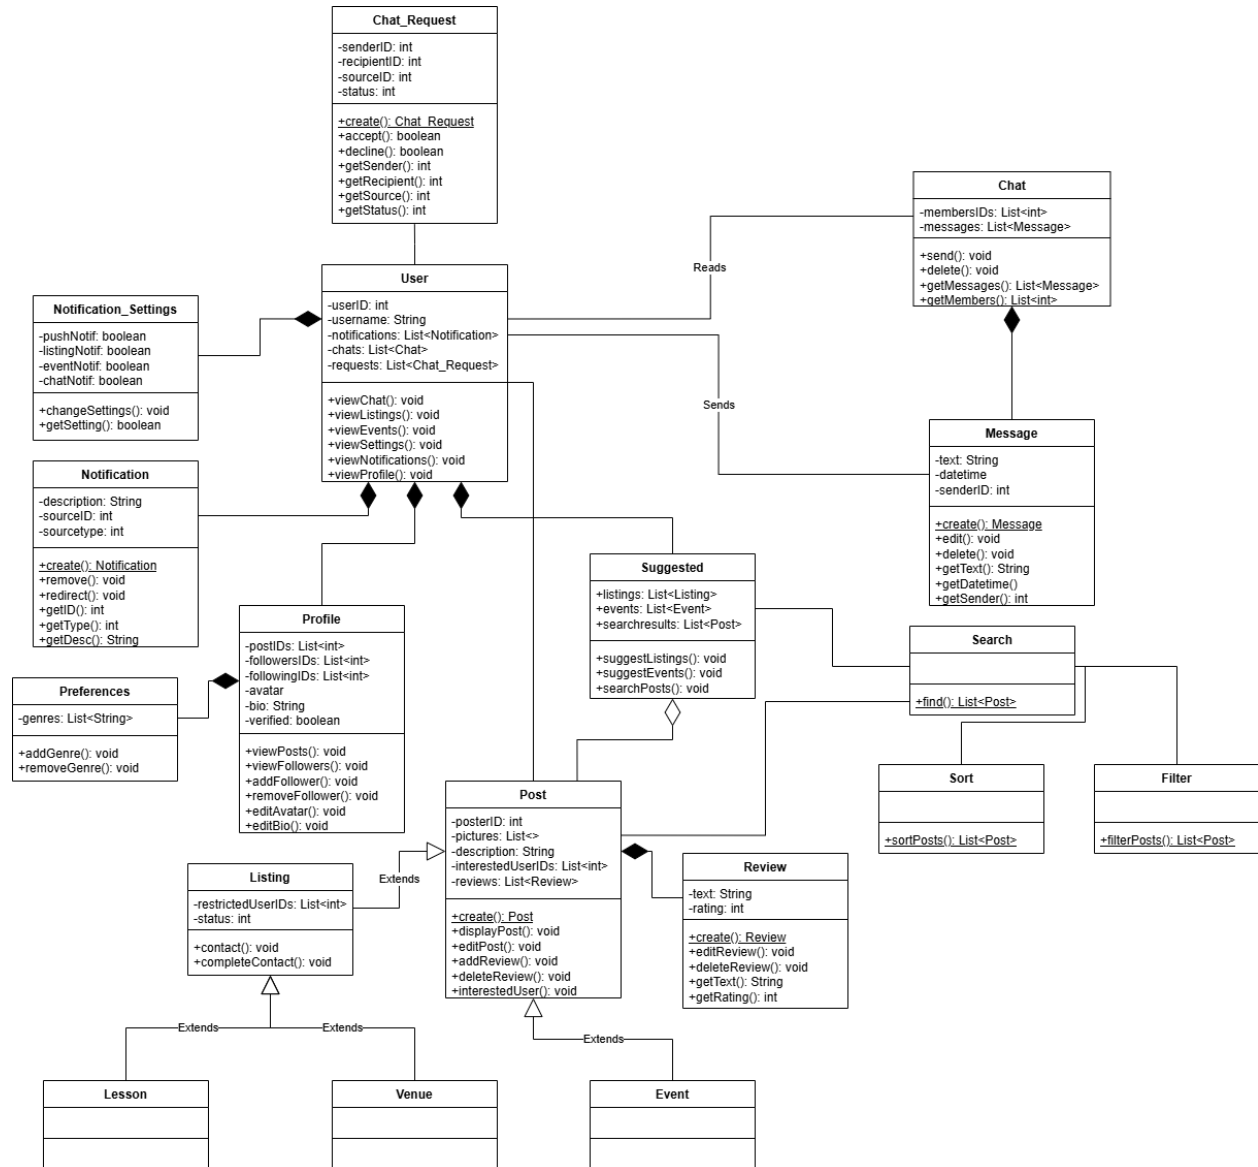 Chat_Request
-senderID: int
-recipientID: int
-sourceID: int
-status: int
+create(): Chat_Request
+accept(): boolean
+decline(): boolean
+getSender(): int
+getRecipient(): int
+getSource(): int
+getStatus(): int
Chat
-membersIDs: List<int>
-messages: List<Message>
+send(): void
+delete(): void
+getMessages(): List<Message>
+getMembers(): List<int>
Reads
User
-userID: int
-username: String
-notifications: List<Notification>
-chats: List<Chat>
-requests: List<Chat_Request>
+viewChat(): void
+viewListings(): void
+viewEvents(): void
+viewSettings(): void
+viewNotifications(): void
+viewProfile(): void
Notification_Settings
-pushNotif: boolean
-listingNotif: boolean
-eventNotif: boolean
-chatNotif: boolean
+changeSettings(): void
+getSetting(): boolean
Sends
Message
-text: String
-datetime
-senderID: int
+create(): Message
+edit(): void
+delete(): void
+getText(): String
+getDatetime()
+getSender(): int
Notification
-description: String
-sourceID: int
-sourcetype: int
+create(): Notification
+remove(): void
+redirect(): void
+getID(): int
+getType(): int
+getDesc(): String
Suggested
+listings: List<Listing>
+events: List<Event>
+searchresults: List<Post>
+suggestListings(): void
+suggestEvents(): void
+searchPosts(): void
Profile
-postIDs: List<int>
-followersIDs: List<int>
-followingIDs: List<int>
-avatar
-bio: String
-verified: boolean
+viewPosts(): void
+viewFollowers(): void
+addFollower(): void
+removeFollower(): void
+editAvatar(): void
+editBio(): void
Search
+find(): List<Post>
Preferences
-genres: List<String>
+addGenre(): void
+removeGenre(): void
Sort
+sortPosts(): List<Post>
Filter
+filterPosts(): List<Post>
Post
-posterID: int
-pictures: List<>
-description: String
-interestedUserIDs: List<int>
-reviews: List<Review>
+create(): Post
+displayPost(): void
+editPost(): void
+addReview(): void
+deleteReview(): void
+interestedUser(): void
Review
-text: String
-rating: int
+create(): Review
+editReview(): void
+deleteReview(): void
+getText(): String
+getRating(): int
Extends
Listing
-restrictedUserIDs: List<int>
-status: int
+contact(): void
+completeContact(): void
Extends
Extends
Extends
Lesson
Venue
Event